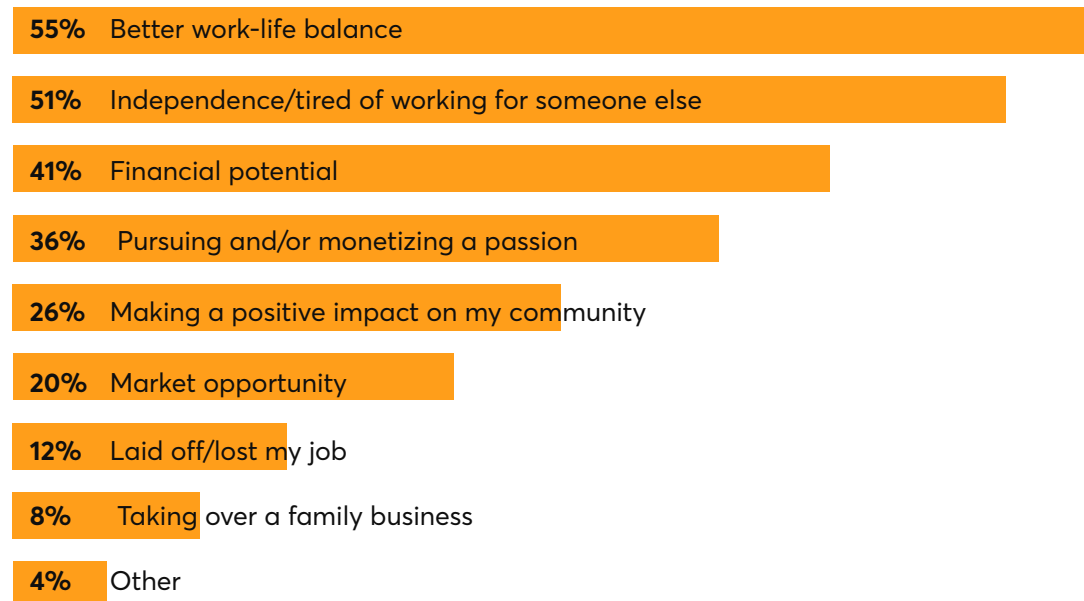 55% Better work-life balance
51% Independence/tired of working for someone else
41% Financial potential
36% Pursuing and/or monetizing a passion
26% Making a positive impact on my community
20% Market opportunity
12% Laid off/lost my job
8% Taking over a family business
4% Other